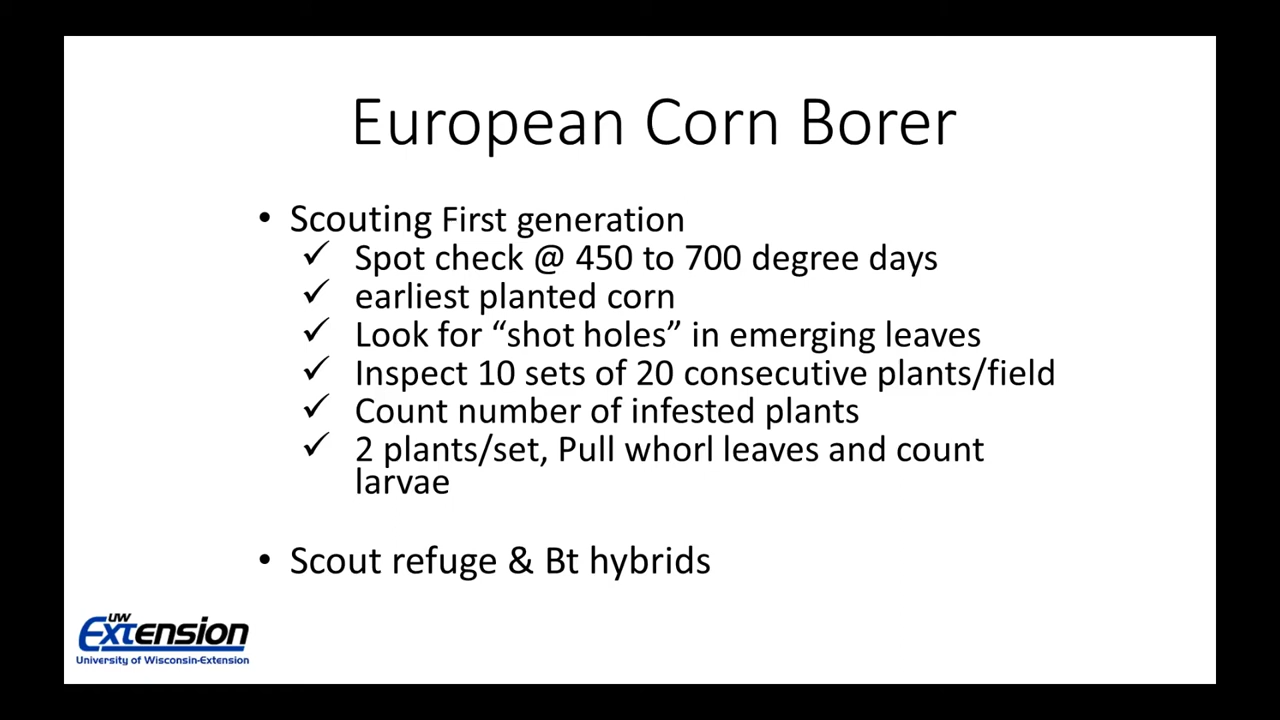 European Corn Borer
• Scouting First generation
✓ Spot check @ 450 to 700 degree days
✓ earliest planted corn
✓ Look for “shot holes” in emerging leaves
✓ Inspect 10 sets of 20 consecutive plants/field
✓ Count number of infested plants
✓ 2 plants/set, Pull whorl leaves and count
larvae
• Scout refuge & Bt hybrids
UW
Extension
University of Wisconsin-Extension